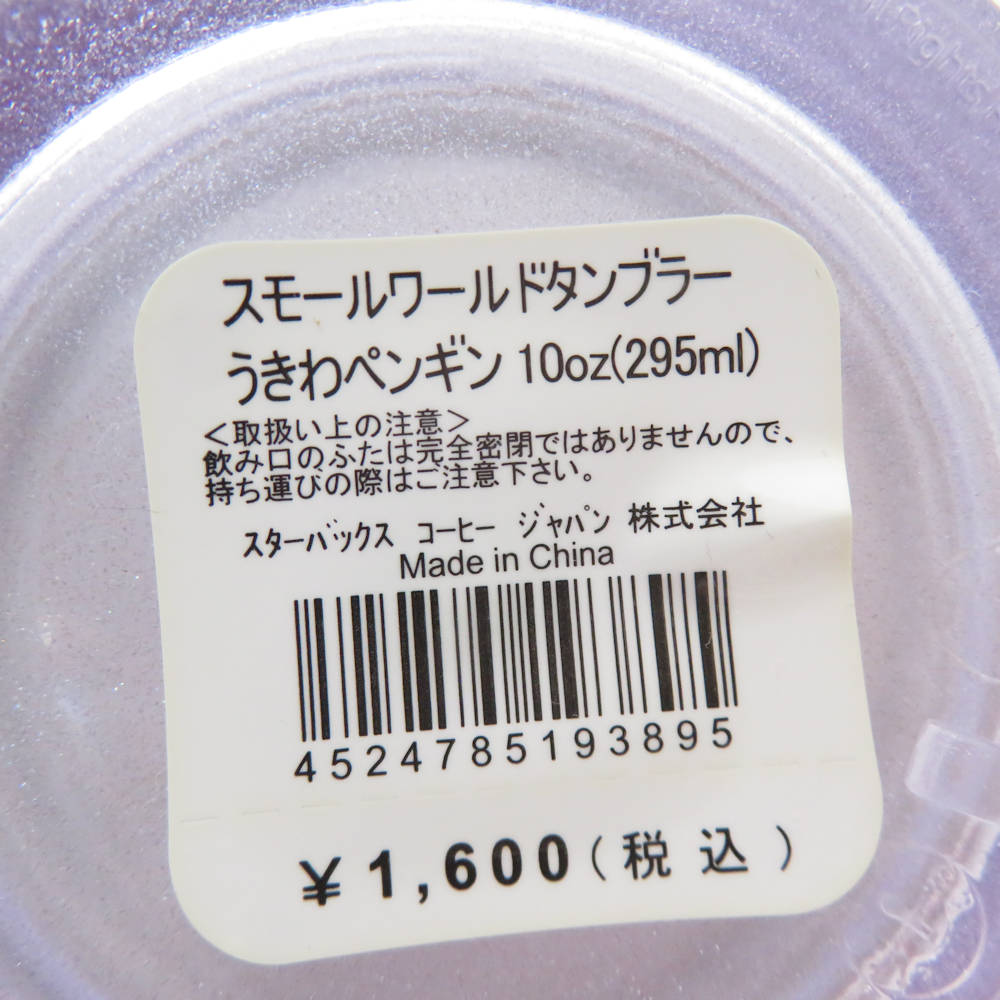 Rights
スモールワールドタンブラー
うきわペンギン 10oz(295ml)
＜取扱い上の注意＞
飲み口のふたは完全密閉ではありませんので、
持ち運びの際はご注意下さい。
スターバックス コーヒー ジャパン 株式会社
Made in China
4524785193895
¥1,600(税込)